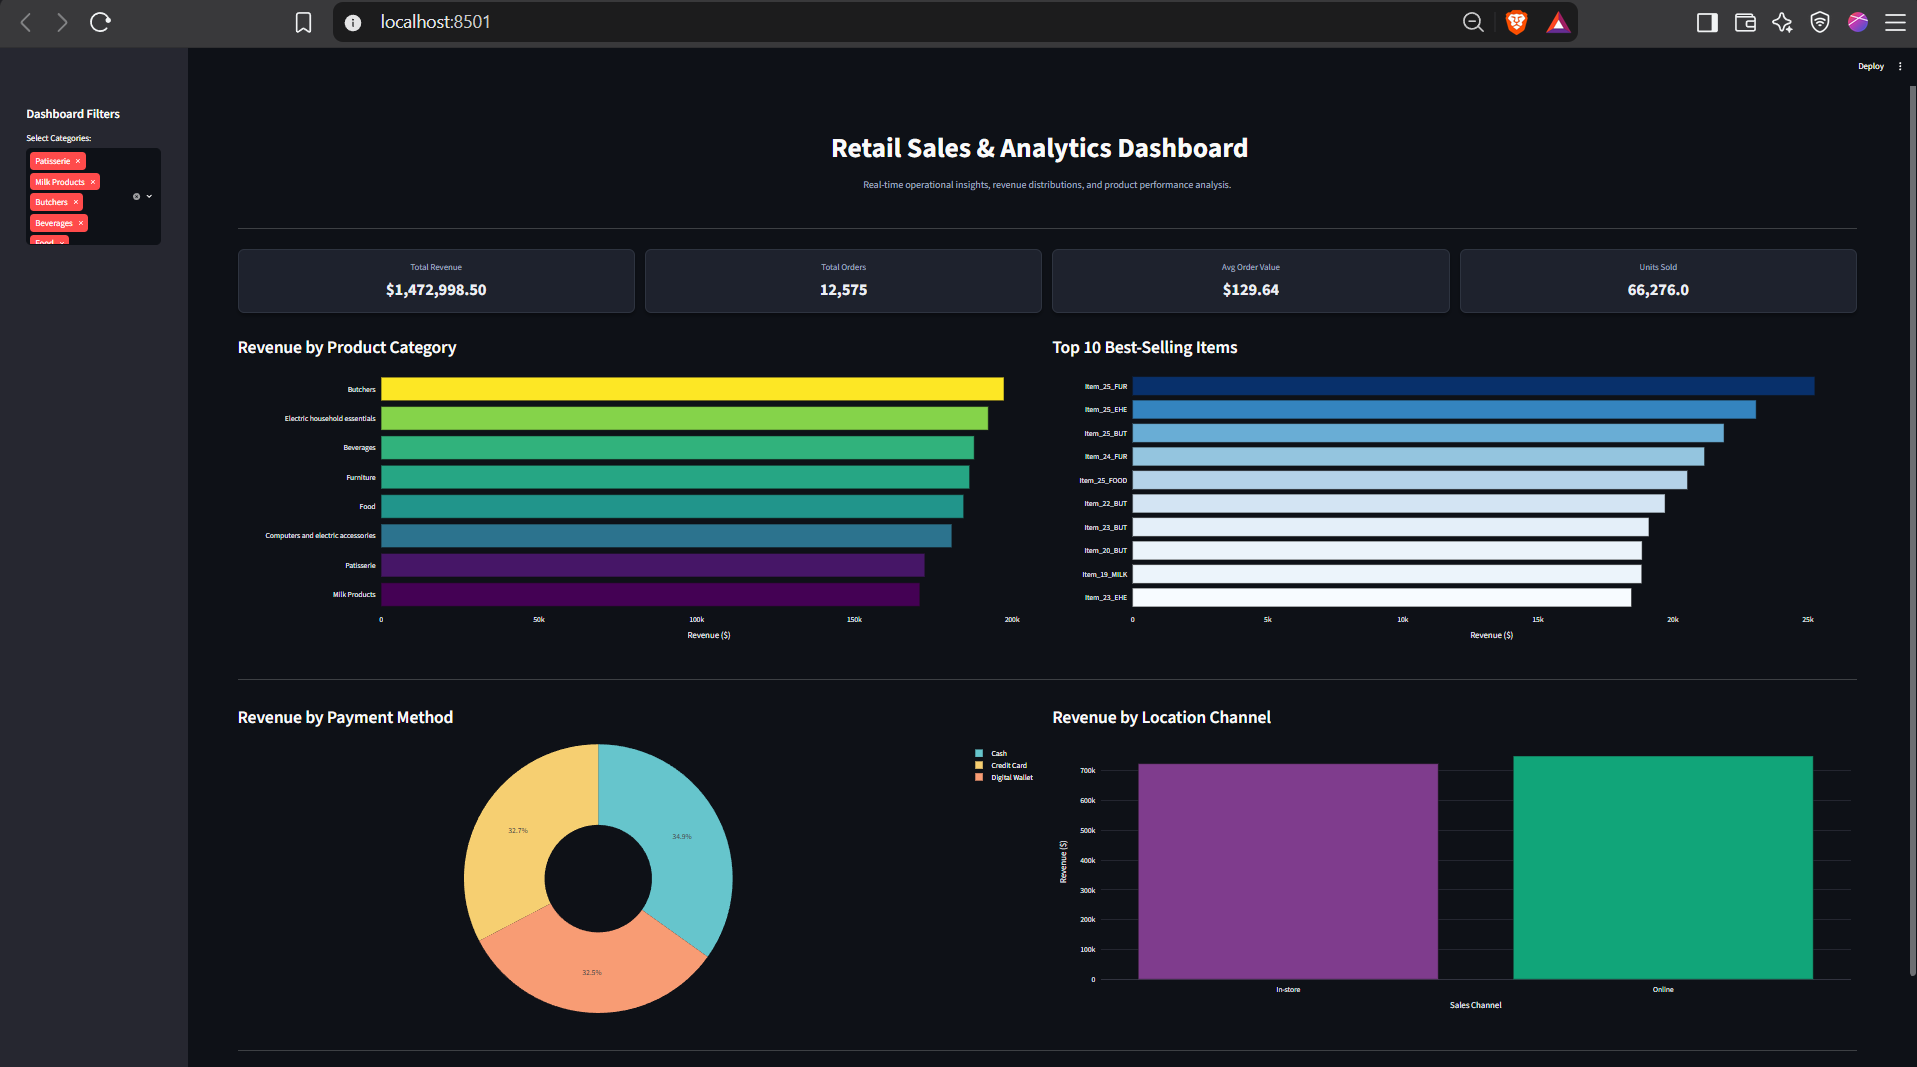 localhost:8501
Deploy
Dashboard Filters
Select Categories:
Patisserie ×
Milk Products ×
Butchers ×
Beverages ×
Food ×
Retail Sales & Analytics Dashboard
Real-time operational insights, revenue distributions, and product performance analysis.
Total Revenue
$1,472,998.50
Total Orders
12,575
Avg Order Value
$129.64
Units Sold
66,276.0
Revenue by Product Category
Butchers
Electric household essentials
Beverages
Furniture
Food
Computers and electric accessories
Patisserie
Milk Products
0 50k 100k 150k 200k
Revenue ($)
Top 10 Best-Selling Items
Item_25_FUR
Item_25_EHE
Item_25_BUT
Item_24_FUR
Item_25_FOOD
Item_22_BUT
Item_23_BUT
Item_20_BUT
Item_19_MILK
Item_23_EHE
0 5k 10k 15k 20k 25k
Revenue ($)
Revenue by Payment Method
Cash
Credit Card
Digital Wallet
32.7%
34.9%
32.5%
Revenue by Location Channel
700k
600k
500k
400k
300k
200k
100k
0
Revenue ($)
In-store Online
Sales Channel